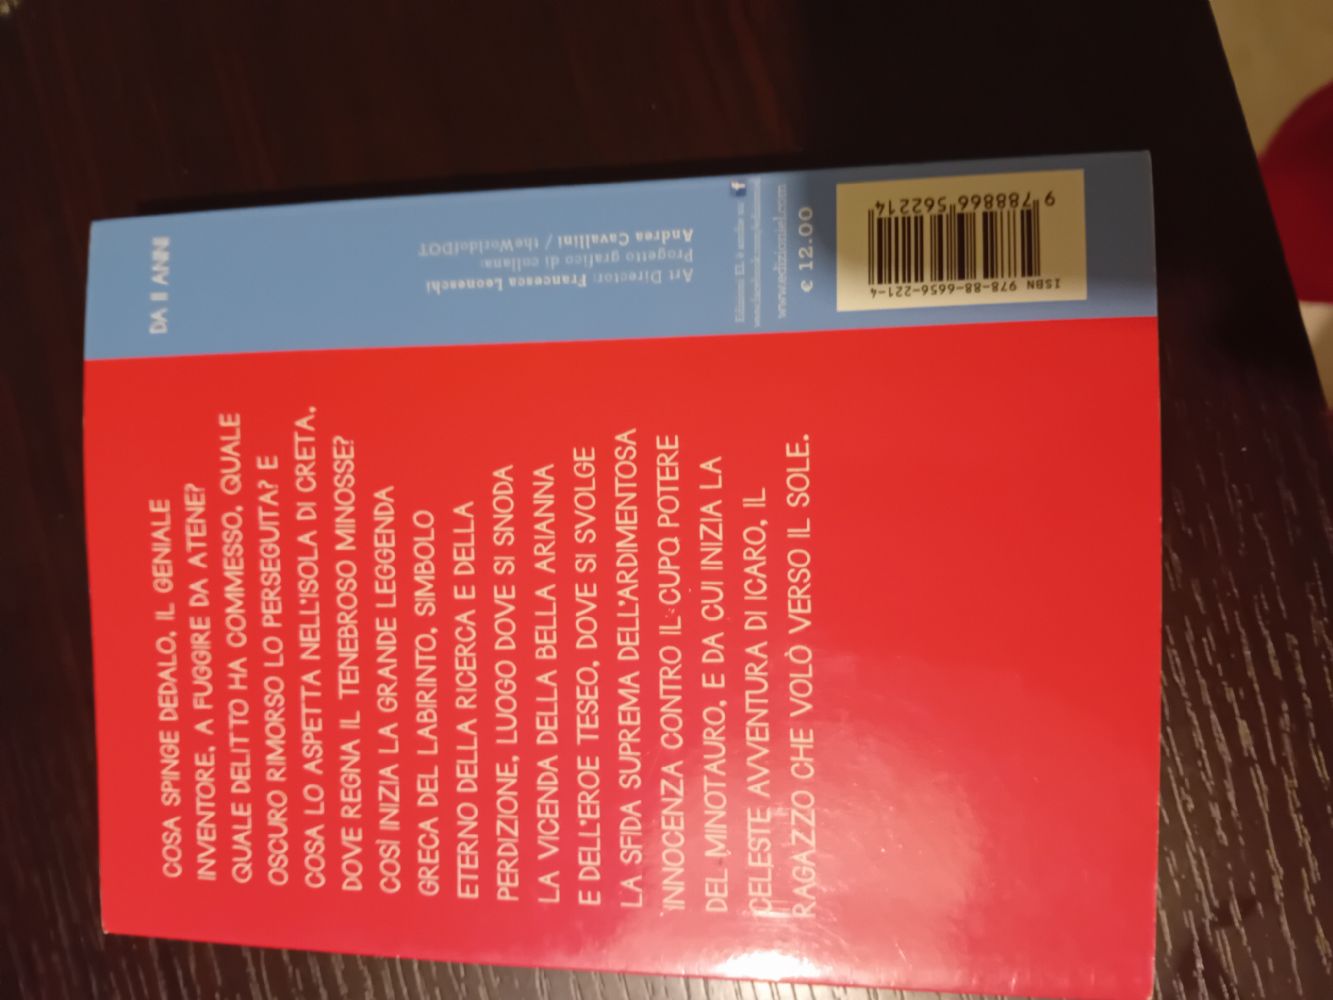 COSA SPINGE DEDALO, IL GENIALE
INVENTORE, A FUGGIRE DA ATENE?
QUALE DELITTO HA COMMESSO, QUALE
OSCURO RIMORSO LO PERSEGUITA? E
COSA LO ASPETTA NELL'ISOLA DI CRETA,
DOVE REGNA IL TENEBROSO MINOSSE?
COSÌ INIZIA LA GRANDE LEGGENDA
GRECA DEL LABIRINTO, SIMBOLO
ETERNO DELLA RICERCA E DELLA
PERDIZIONE, LUOGO DOVE SI SNODA
LA VICENDA DELLA BELLA ARIANNA
E DELL'EROE TESEO, DOVE SI SVOLGE
LA SFIDA SUPREMA DELL'ARDIMENTOSA
INNOCENZA CONTRO IL CUPO POTERE
DEL MINOTAURO, E DA CUI INIZIA LA
CELESTE AVVENTURA DI ICARO, IL
RAGAZZO CHE VOLÒ VERSO IL SOLE.
DA 11 ANNI
Art Director: Francesca Leoneschi
Progetto grafico di collana:
Andrea Cavallini / theWorldofDOT
Edizioni EL è anche su f
www.edizioniel.com
€ 12.00
ISBN 978-88-6656-221-4
9 788866 562214